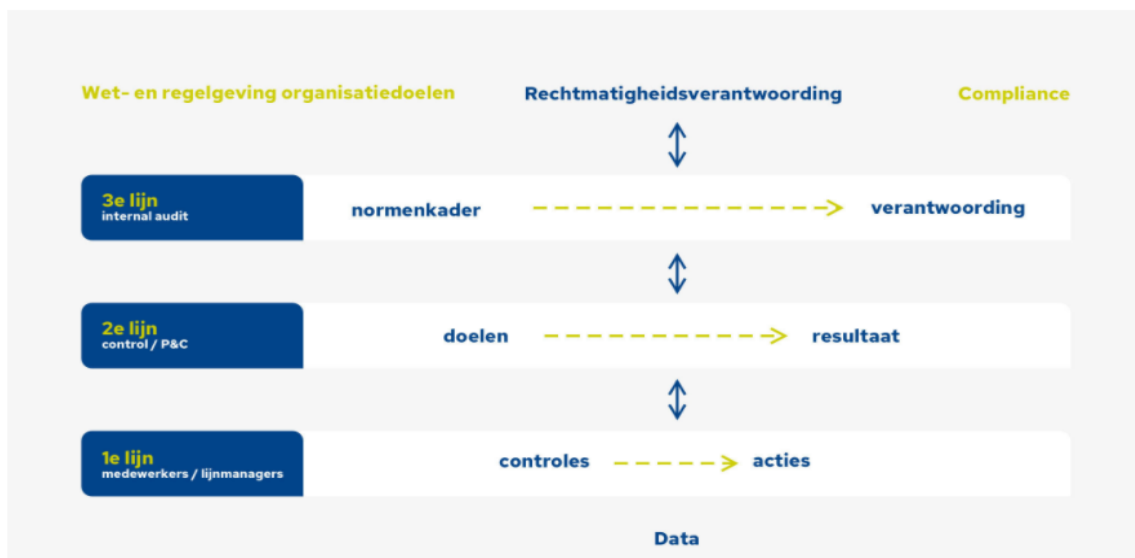 Wet- en regelgeving organisatiedoelen
Rechtmatigheidsverantwoording
Compliance
3e lijn
internal audit
normenkader
verantwoording
2e lijn
control / P&C
doelen
resultaat
1e lijn
medewerkers / lijnmanagers
controles
acties
Data